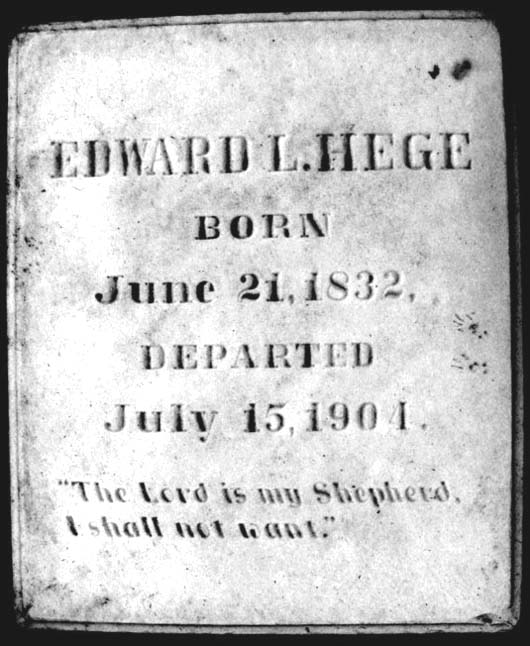 EDWARD L. HEGE
BORN
June 21, 1832.
DEPARTED
July 15, 1904.
"The Lord is my Shepherd,
I shall not want."